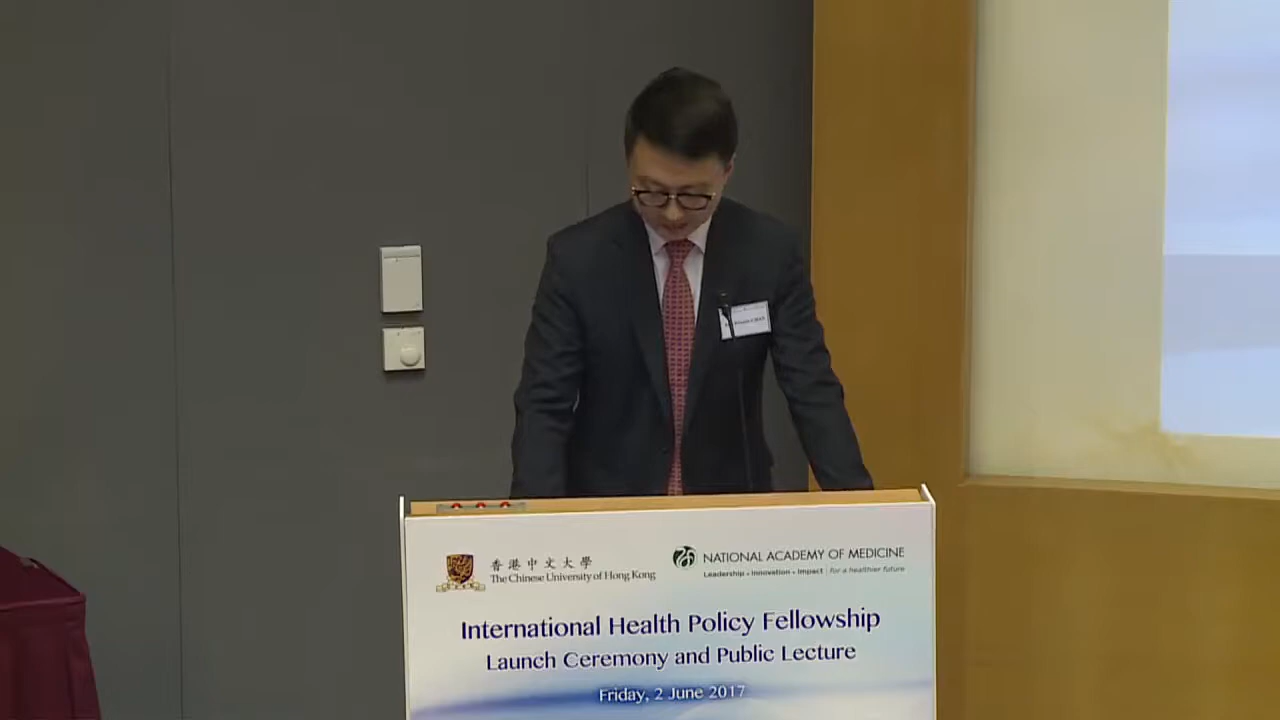 香港中文大學
The Chinese University of Hong Kong
NATIONAL ACADEMY OF MEDICINE
Leadership • Innovation • Impact | for a healthier future
International Health Policy Fellowship
Launch Ceremony and Public Lecture
Friday, 2 June 2017